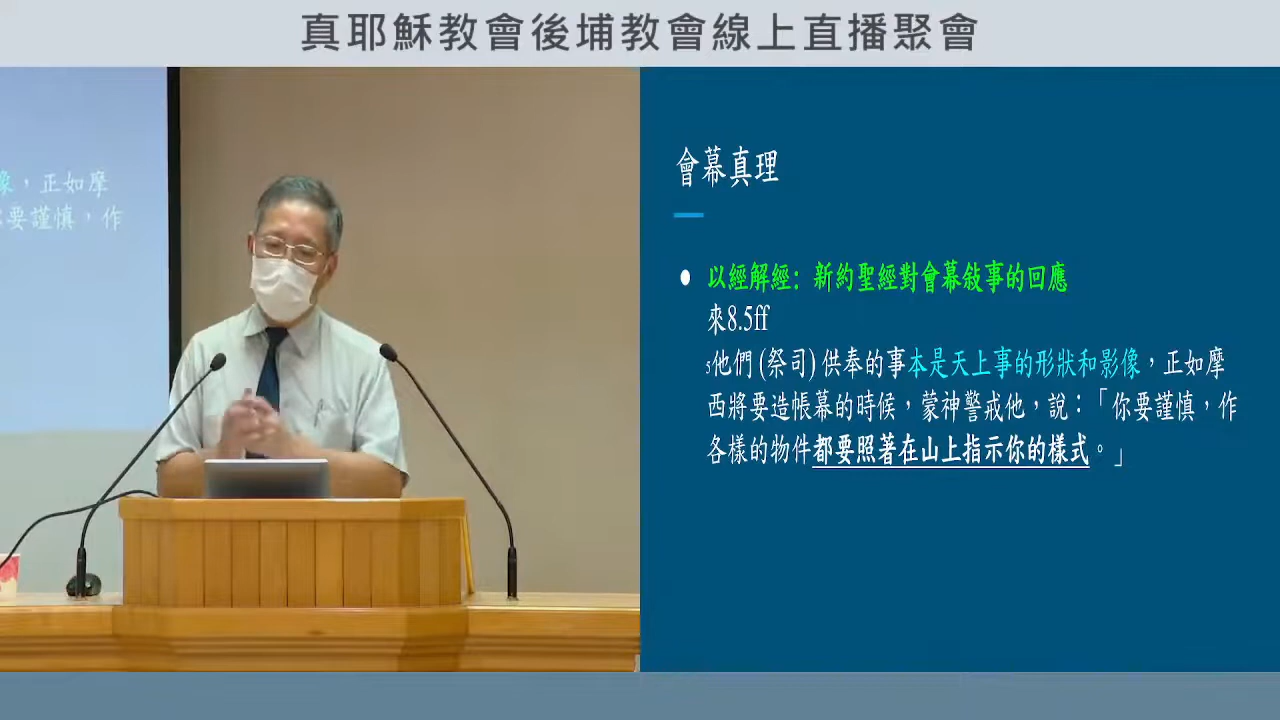 真耶穌教會後埔教會線上直播聚會
像，正如摩
你要謹慎，作
會幕真理
● 以經解經：新約聖經對會幕敍事的回應
來8.5ff
5他們 (祭司) 供奉的事本是天上事的形狀和影像，正如摩
西將要造帳幕的時候，蒙神警戒他，說：「你要謹慎，作
各樣的物件都要照著在山上指示你的樣式。」